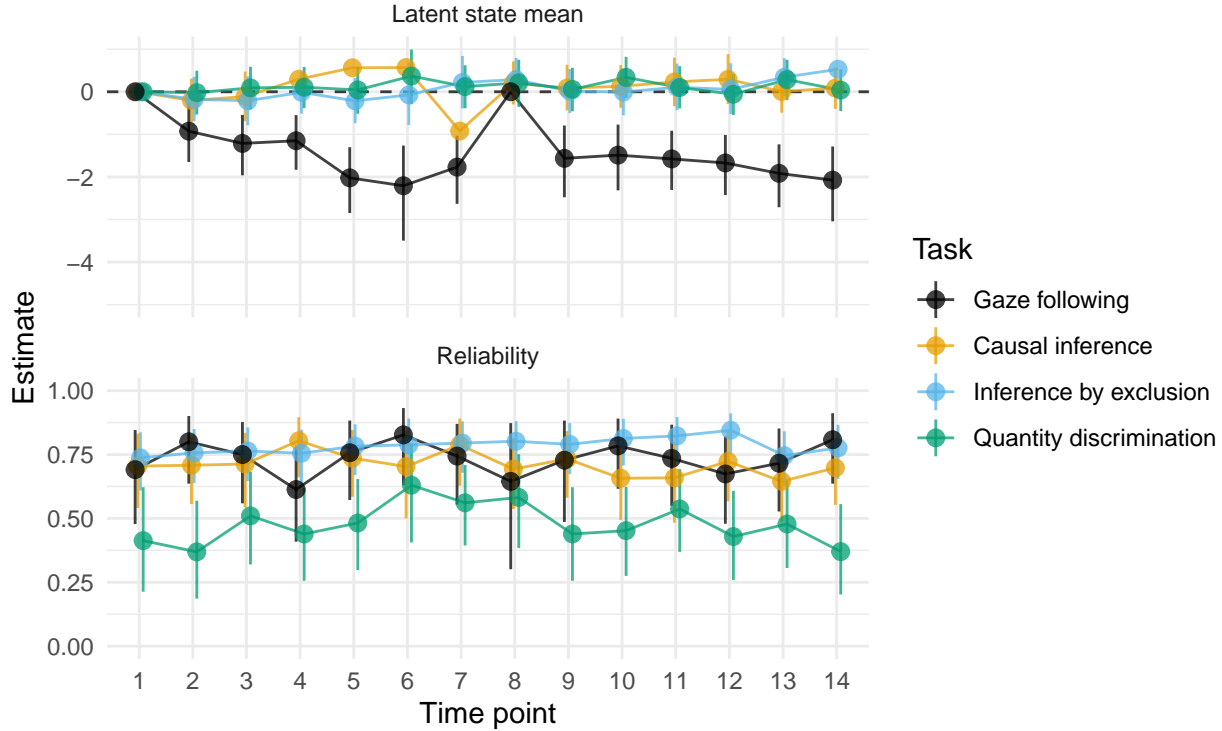 Latent state mean
0
−2
−4
Reliability
1.00
0.75
0.50
0.25
0.00
1 2 3 4 5 6 7 8 9 10 11 12 13 14
Time point
Estimate
Task
Gaze following
Causal inference
Inference by exclusion
Quantity discrimination